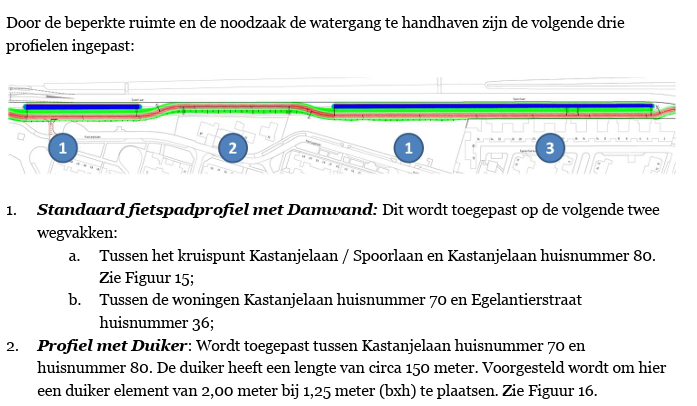 Door de beperkte ruimte en de noodzaak de watergang te handhaven zijn de volgende drie
profielen ingepast:
1
2
1
3
1. Standaard fietspadprofiel met Damwand: Dit wordt toegepast op de volgende twee
wegvakken:
a. Tussen het kruispunt Kastanjelaan / Spoorlaan en Kastanjelaan huisnummer 80.
Zie Figuur 15;
b. Tussen de woningen Kastanjelaan huisnummer 70 en Egelantierstraat
huisnummer 36;
2. Profiel met Duiker: Wordt toegepast tussen Kastanjelaan huisnummer 70 en
huisnummer 80. De duiker heeft een lengte van circa 150 meter. Voorgesteld wordt om hier
een duiker element van 2,00 meter bij 1,25 meter (bxh) te plaatsen. Zie Figuur 16.